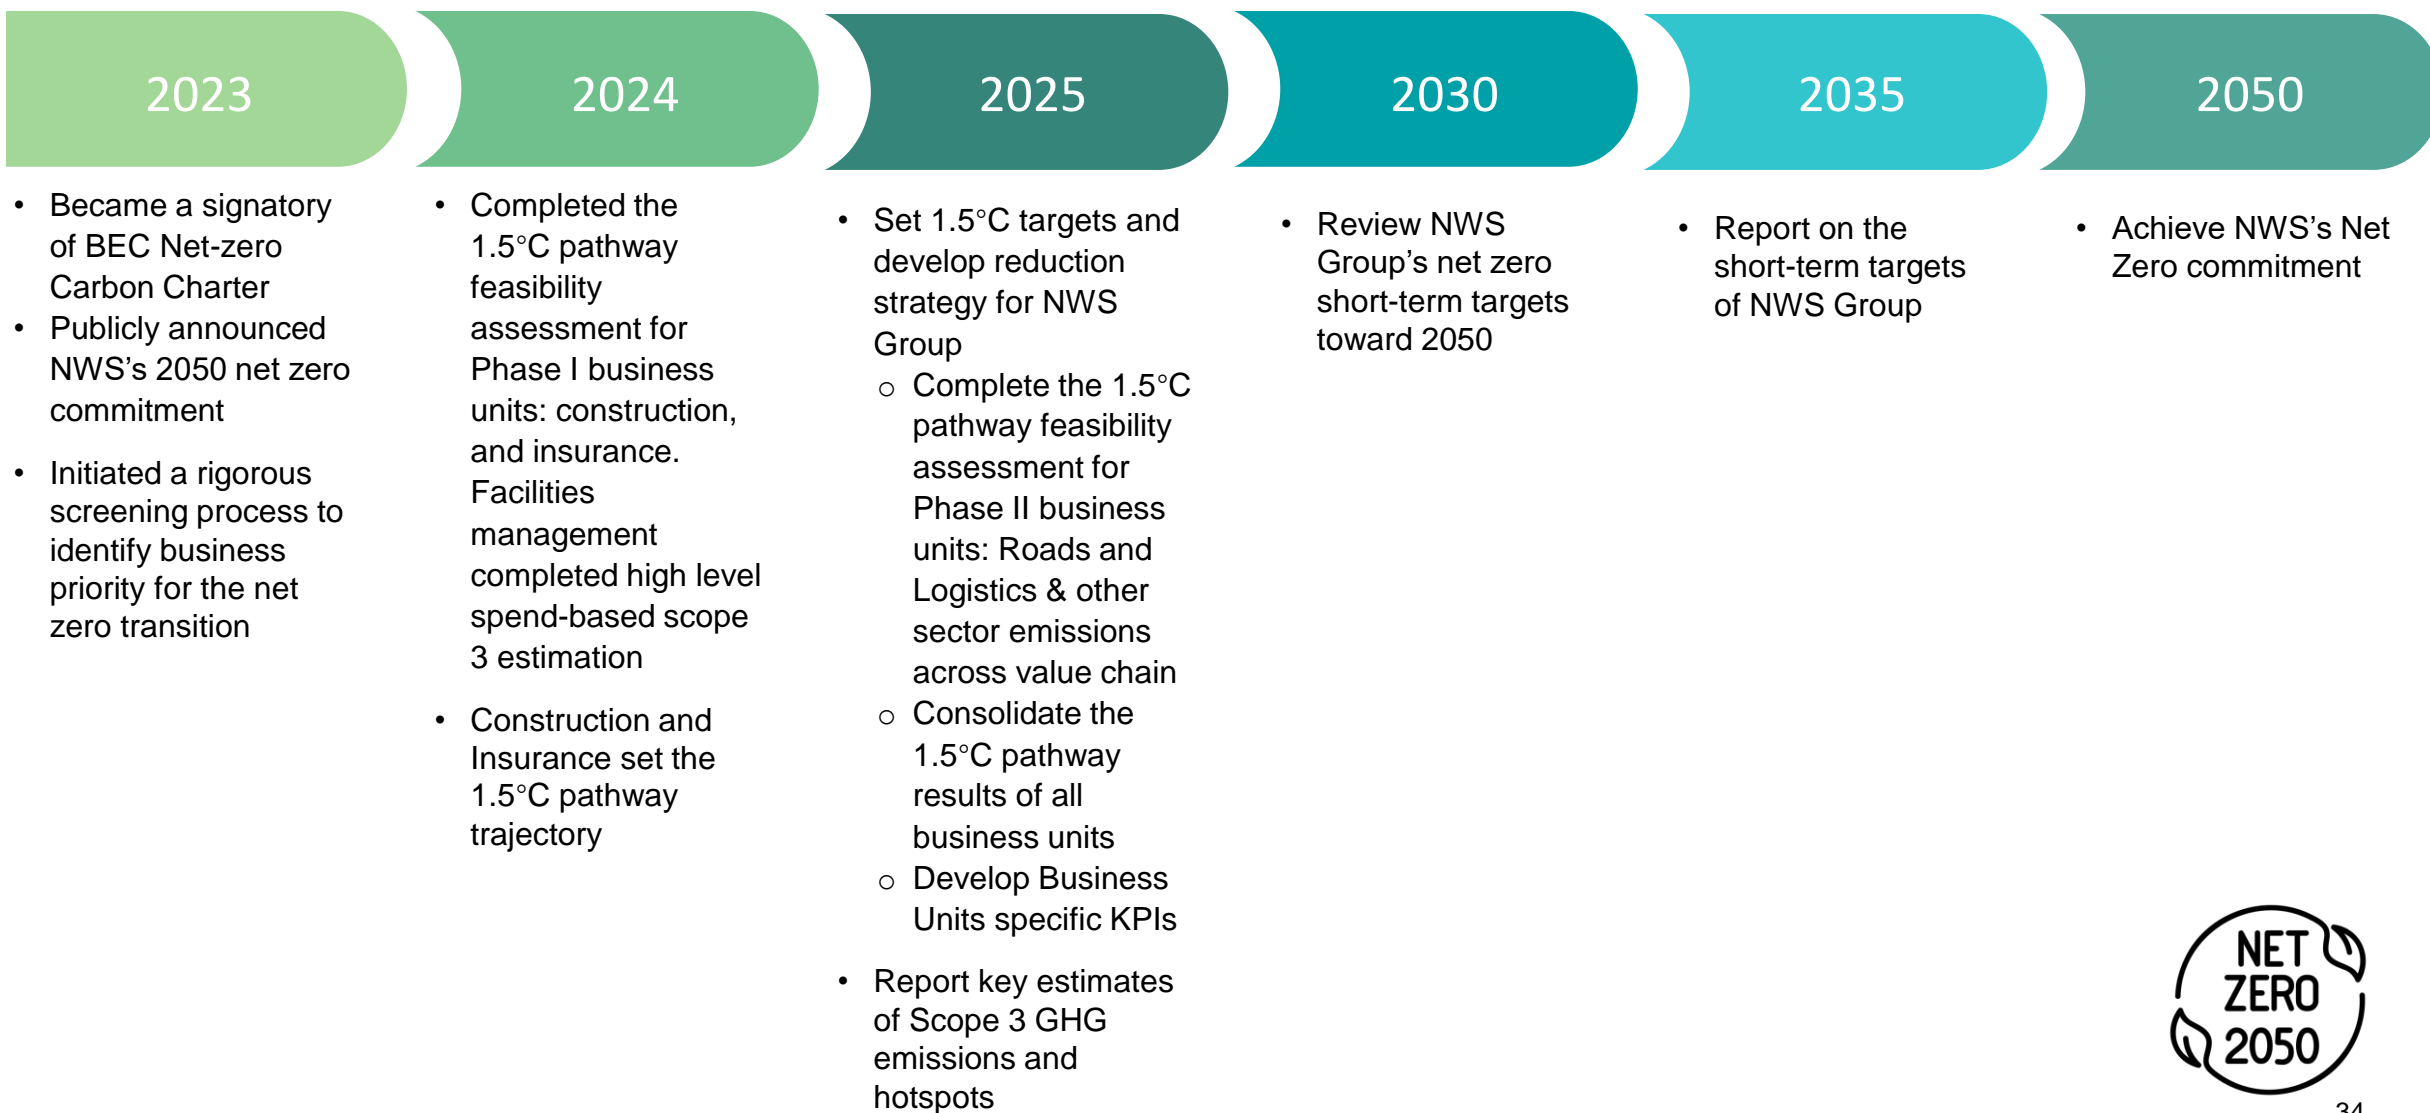 2023
• Became a signatory
of BEC Net-zero
Carbon Charter
• Publicly announced
NWS’s 2050 net zero
commitment
• Initiated a rigorous
screening process to
identify business
priority for the net
zero transition
2024
• Completed the
1.5°C pathway
feasibility
assessment for
Phase I business
units: construction,
and insurance.
Facilities
management
completed high level
spend-based scope
3 estimation
• Construction and
Insurance set the
1.5°C pathway
trajectory
2025
• Set 1.5°C targets and
develop reduction
strategy for NWS
Group
o Complete the 1.5°C
pathway feasibility
assessment for
Phase II business
units: Roads and
Logistics & other
sector emissions
across value chain
o Consolidate the
1.5°C pathway
results of all
business units
o Develop Business
Units specific KPIs
• Report key estimates
of Scope 3 GHG
emissions and
hotspots
2030
• Review NWS
Group’s net zero
short-term targets
toward 2050
2035
• Report on the
short-term targets
of NWS Group
2050
• Achieve NWS’s Net
Zero commitment
NET
ZERO
2050
34